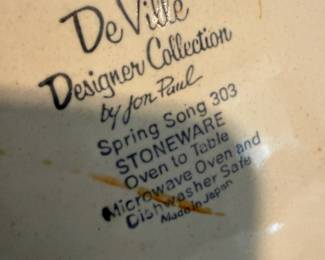 DeVille
Designer Collection
by Jon Paul
Spring Song 303
STONEWARE
Oven to Table
Microwave Oven and
Dishwasher Safe
Made in Japan